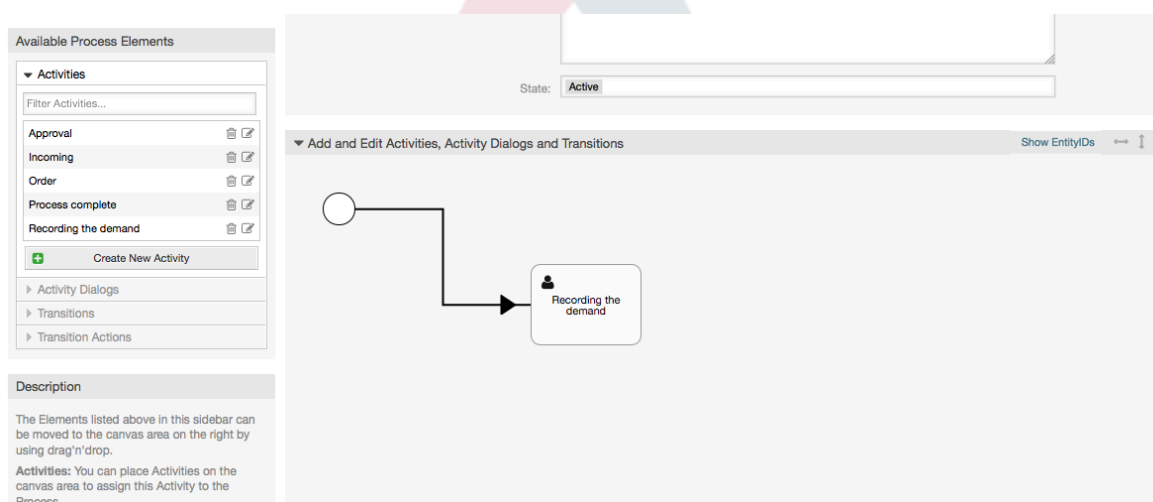 Available Process Elements
Activities
Filter Activities...
Approval
Incoming
Order
Process complete
Recording the demand
Create New Activity
Activity Dialogs
Transitions
Transition Actions
Description
The Elements listed above in this sidebar can
be moved to the canvas area on the right by
using drag'n'drop.
Activities: You can place Activities on the
canvas area to assign this Activity to the
Process.
State: Active
Add and Edit Activities, Activity Dialogs and Transitions
Show EntityIDs
Recording the
demand